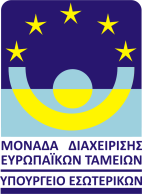 ΜΟΝΑΔΑ ΔΙΑΧΕΙΡΙΣΗΣ
ΕΥΡΩΠΑΪΚΩΝ ΤΑΜΕΙΩΝ
ΥΠΟΥΡΓΕΙΟ ΕΣΩΤΕΡΙΚΩΝ